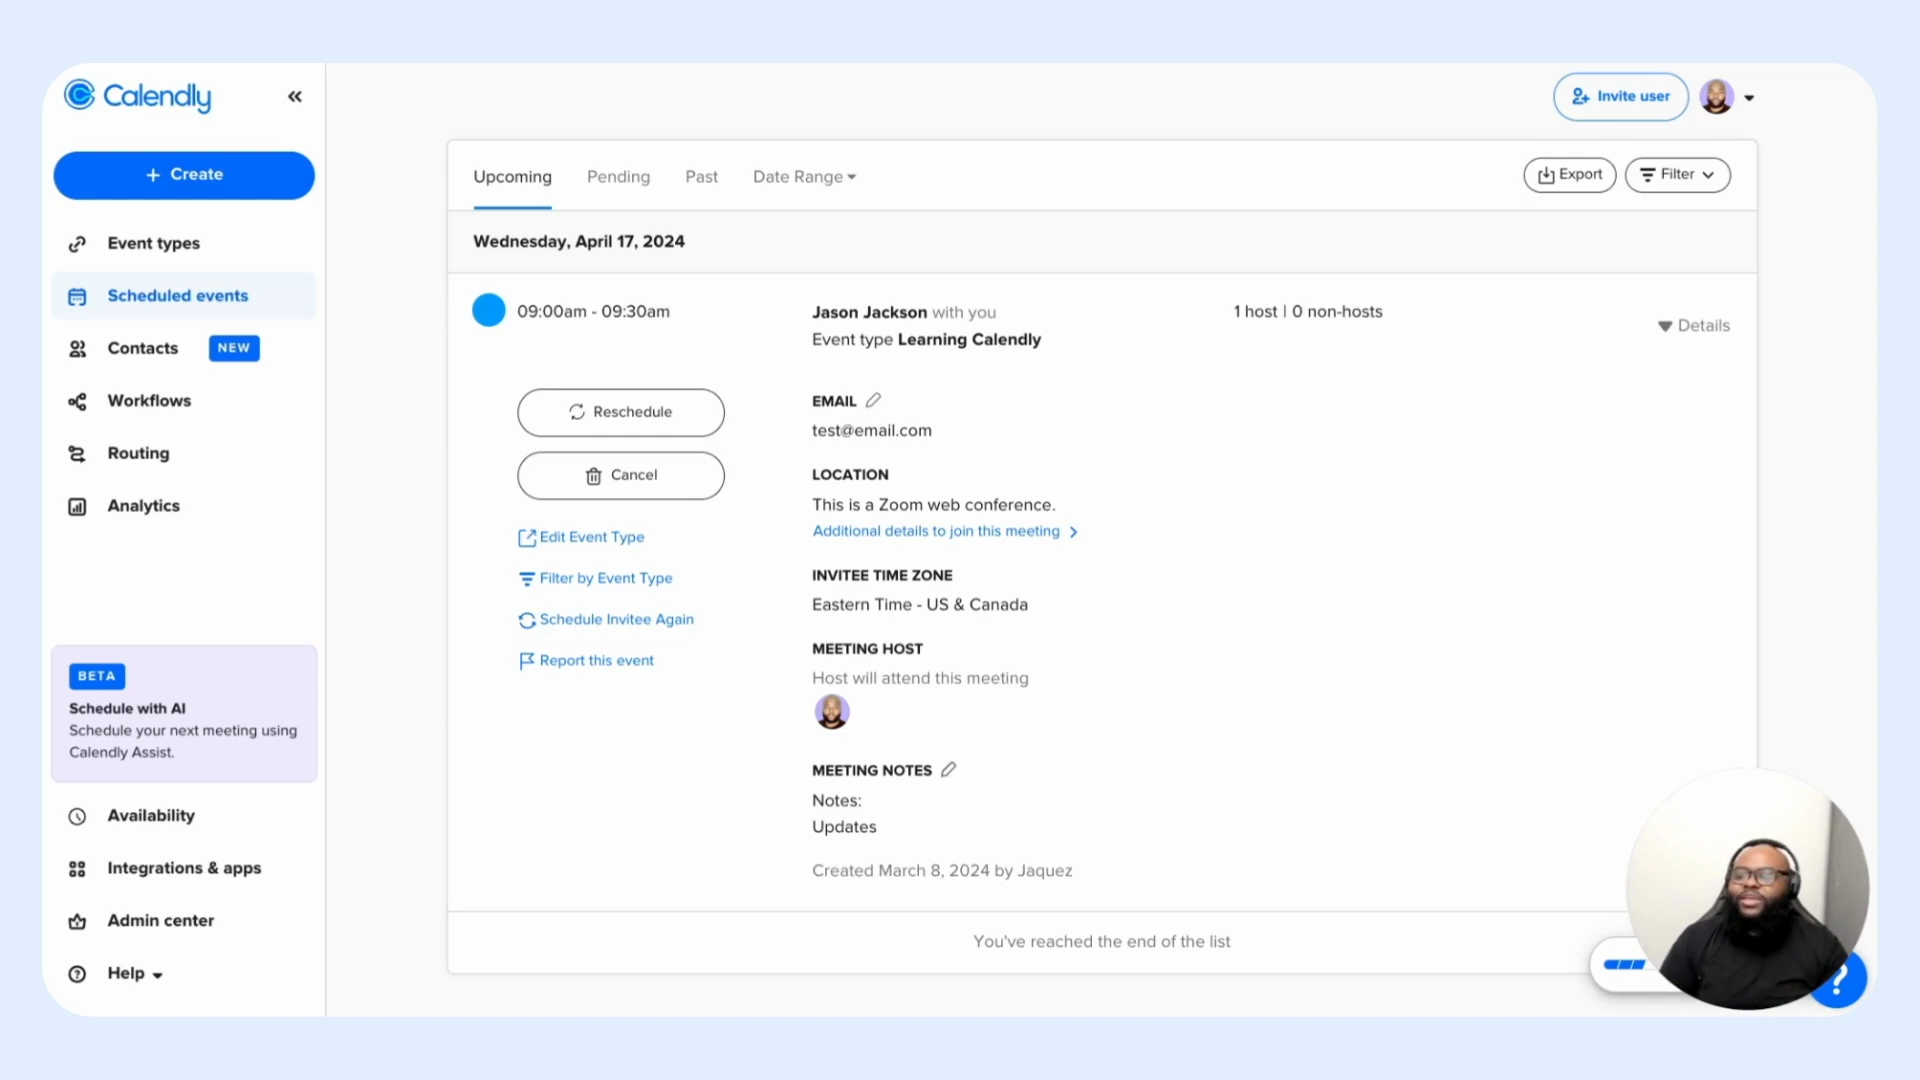 Calendly
Invite user
+ Create
Upcoming
Pending
Past
Date Range
Export
Filter
Event types
Wednesday, April 17, 2024
Scheduled events
09:00am - 09:30am
Jason Jackson with you
Event type Learning Calendly
1 host | 0 non-hosts
Details
Contacts NEW
Workflows
Routing
Analytics
Reschedule
Cancel
Edit Event Type
Filter by Event Type
Schedule Invitee Again
Report this event
EMAIL
test@email.com
LOCATION
This is a Zoom web conference.
Additional details to join this meeting
INVITEE TIME ZONE
Eastern Time - US & Canada
MEETING HOST
Host will attend this meeting
MEETING NOTES
Notes:
Updates
Created March 8, 2024 by Jaquez
You've reached the end of the list
BETA
Schedule with AI
Schedule your next meeting using
Calendly Assist.
Availability
Integrations & apps
Admin center
Help
?